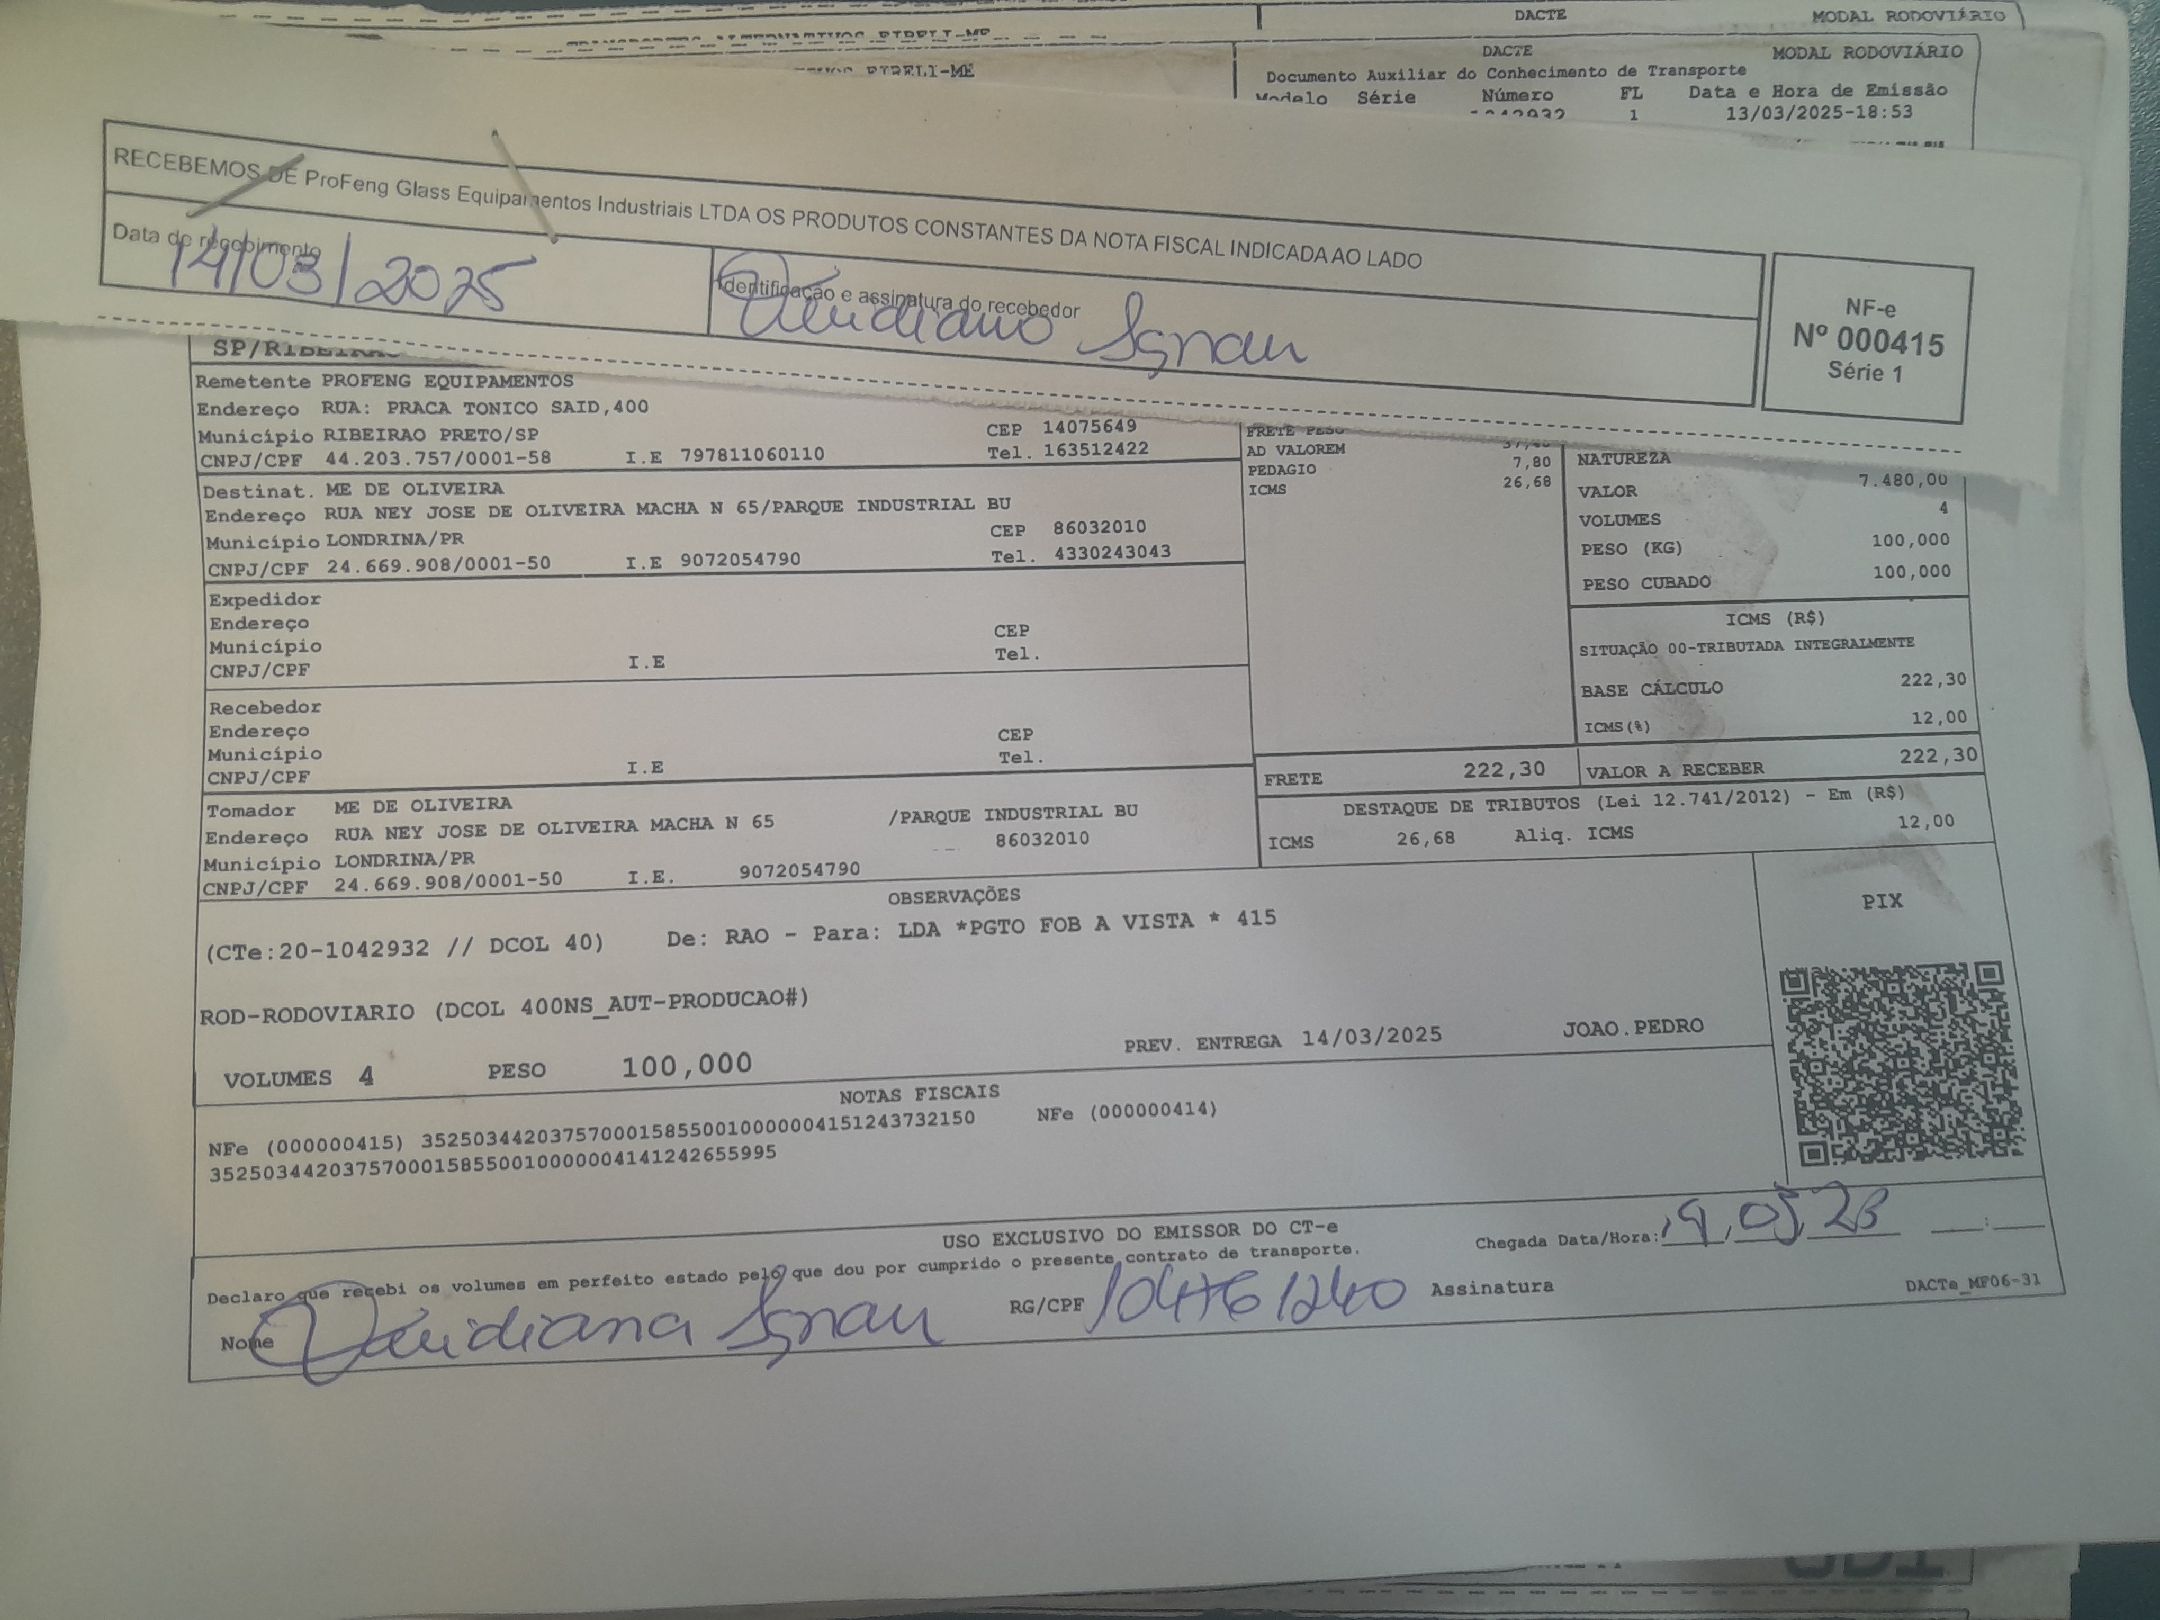 DACTE MODAL RODOVIÁRIO
DACTE MODAL RODOVIÁRIO
Documento Auxiliar do Conhecimento de Transporte
Modelo Série Número FL Data e Hora de Emissão
1042932 1 13/03/2025-18:53
RECEBEMOS DE ProFeng Glass Equipamentos Industriais LTDA OS PRODUTOS CONSTANTES DA NOTA FISCAL INDICADA AO LADO
Data do recebimento
14/03/2025
Identificação e assinatura do recebedor
NF-e
Nº 000415
Série 1
Remetente PROFENG EQUIPAMENTOS
Endereço RUA: PRACA TONICO SAID,400
Município RIBEIRAO PRETO/SP CEP 14075649
CNPJ/CPF 44.203.757/0001-58 I.E 797811060110 Tel. 163512422
Destinat. ME DE OLIVEIRA
Endereço RUA NEY JOSE DE OLIVEIRA MACHA N 65/PARQUE INDUSTRIAL BU
Município LONDRINA/PR CEP 86032010
CNPJ/CPF 24.669.908/0001-50 I.E 9072054790 Tel. 4330243043
Expedidor
Endereço
Município CEP
CNPJ/CPF I.E Tel.
Recebedor
Endereço
Município CEP
CNPJ/CPF I.E Tel.
Tomador ME DE OLIVEIRA
Endereço RUA NEY JOSE DE OLIVEIRA MACHA N 65 /PARQUE INDUSTRIAL BU
Município LONDRINA/PR 86032010
CNPJ/CPF 24.669.908/0001-50 I.E. 9072054790
FRETE PESO
AD VALOREM
PEDAGIO 7,80
ICMS 26,68
NATUREZA
VALOR 7.480,00
VOLUMES 4
PESO (KG) 100,000
PESO CUBADO 100,000
ICMS (R$)
SITUAÇÃO 00-TRIBUTADA INTEGRALMENTE
BASE CÁLCULO 222,30
ICMS(%) 12,00
FRETE 222,30 VALOR A RECEBER 222,30
DESTAQUE DE TRIBUTOS (Lei 12.741/2012) - Em (R$)
ICMS 26,68 Aliq. ICMS 12,00
OBSERVAÇÕES
(CTe:20-1042932 // DCOL 40) De: RAO - Para: LDA *PGTO FOB A VISTA * 415
ROD-RODOVIARIO (DCOL 400NS_AUT-PRODUCAO#)
VOLUMES 4 PESO 100,000 PREV. ENTREGA 14/03/2025 JOAO.PEDRO
PIX
NOTAS FISCAIS
NFe (000000415) 35250344203757000158550010000004151243732150 NFe (000000414)
35250344203757000158550010000004141242655995
USO EXCLUSIVO DO EMISSOR DO CT-e
Declaro que recebi os volumes em perfeito estado pelo que dou por cumprido o presente contrato de transporte.
Chegada Data/Hora:
Nome RG/CPF Assinatura
DACTe_MF06-31